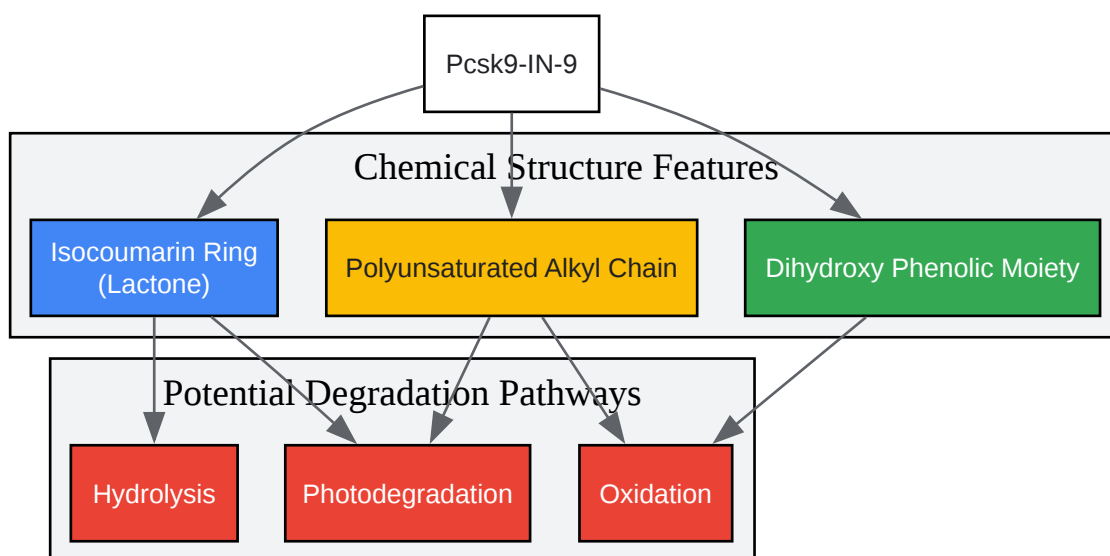 Pcsk9-IN-9
Chemical Structure Features
Isocoumarin Ring
(Lactone)
Polyunsaturated Alkyl Chain
Dihydroxy Phenolic Moiety
Potential Degradation Pathways
Hydrolysis
Photodegradation
Oxidation